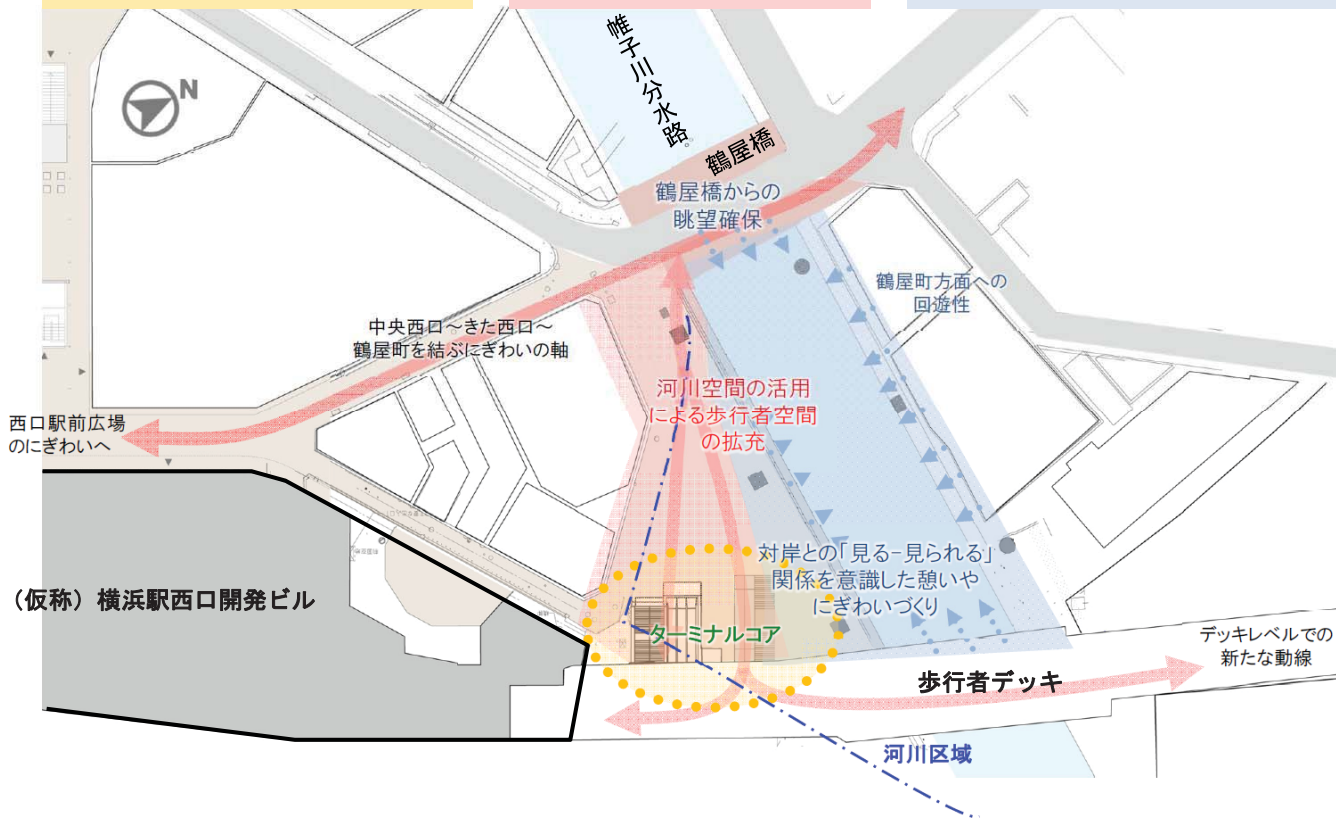 N
帷子川分水路
鶴屋橋
鶴屋橋からの
眺望確保
鶴屋町方面への
回遊性
中央西口～きた西口～
鶴屋町を結ぶにぎわいの軸
河川空間の活用
による歩行者空間
の拡充
西口駅前広場
のにぎわいへ
対岸との「見る-見られる」
関係を意識した憩いや
にぎわいづくり
(仮称) 横浜駅西口開発ビル
ターミナルコア
デッキレベルでの
新たな動線
歩行者デッキ
河川区域